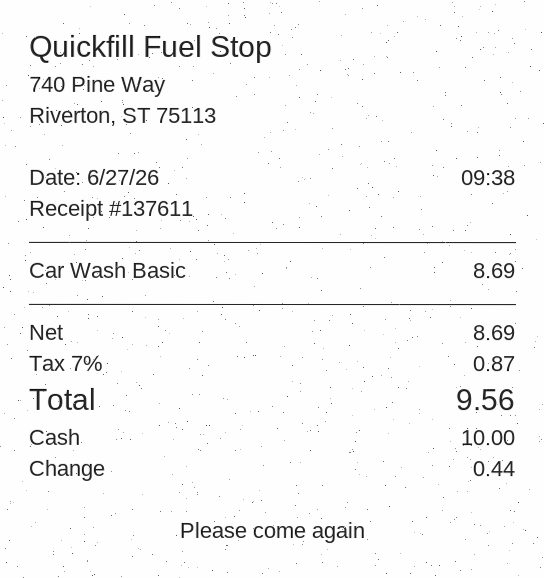 Quickfill Fuel Stop
740 Pine Way
Riverton, ST 75113
Date: 6/27/26 09:38
Receipt #137611
Car Wash Basic 8.69
Net 8.69
Tax 7% 0.87
Total 9.56
Cash 10.00
Change 0.44
Please come again